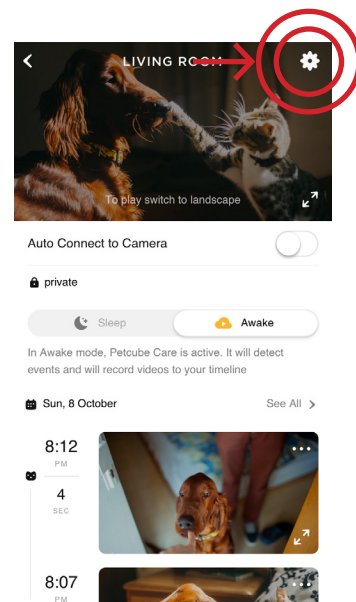 LIVING ROOM
To play switch to landscape
Auto Connect to Camera
private
Sleep
Awake
In Awake mode, Petcube Care is active. It will detect
events and will record videos to your timeline
Sun, 8 October
See All
8:12
PM
4
SEC
8:07
PM